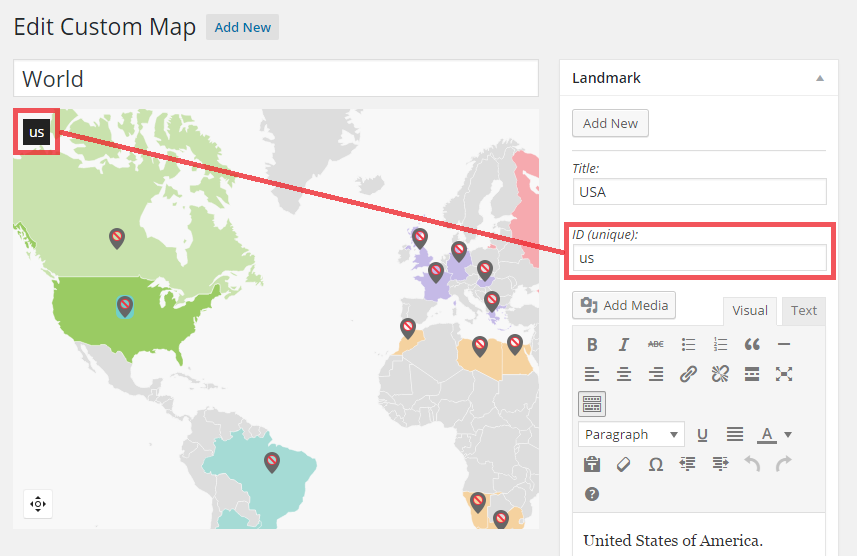 Edit Custom Map Add New
World
us
Landmark
Add New
Title:
USA
ID (unique):
us
Add Media
Visual Text
B I ABC
Paragraph U A
Ω
?
United States of America.